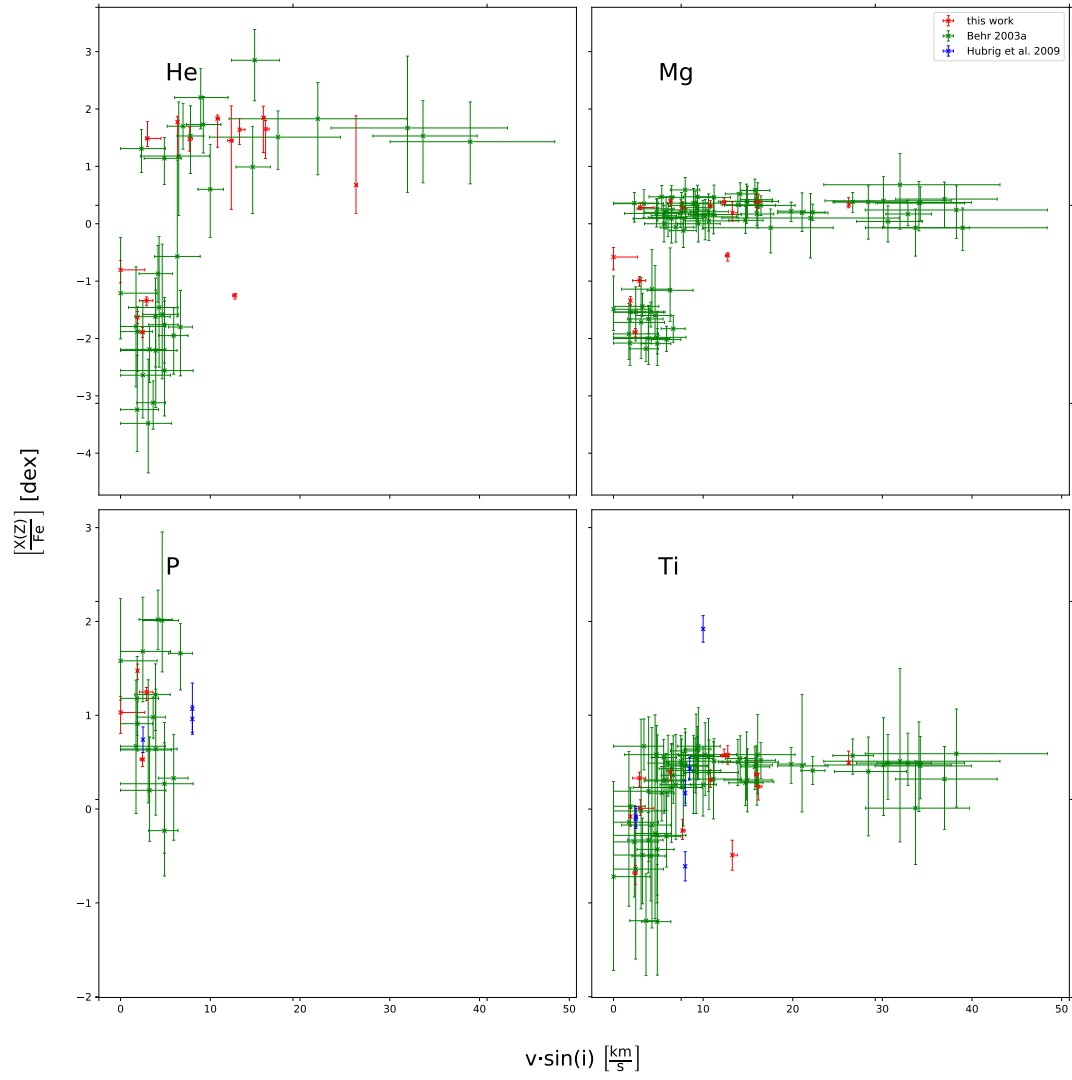 He
Mg
this work
Behr 2003a
Hubrig et al. 2009
3
2
1
0
−1
−2
−3
−4
[X(Z)/Fe] [dex]
P
Ti
3
2
1
0
−1
−2
0 10 20 30 40 50
0 10 20 30 40 50
v·sin(i) [km/s]